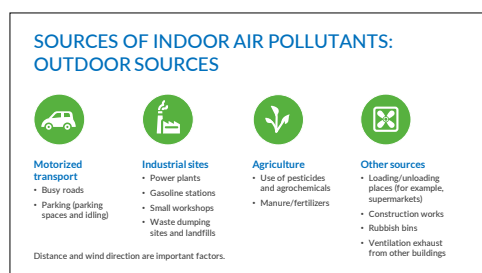 SOURCES OF INDOOR AIR POLLUTANTS:
OUTDOOR SOURCES
Motorized
transport
• Busy roads
• Parking (parking
spaces and idling)
Industrial sites
• Power plants
• Gasoline stations
• Small workshops
• Waste dumping
sites and landfills
Agriculture
• Use of pesticides
and agrochemicals
• Manure/fertilizers
Other sources
• Loading/unloading
places (for example,
supermarkets)
• Construction works
• Rubbish bins
• Ventilation exhaust
from other buildings
Distance and wind direction are important factors.